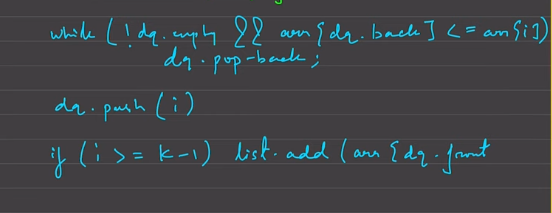 while ( ! dq. empty && arr [dq. back] <= arr[i])
dq. pop-back;
dq. push (i)
if (i >= k-1) list. add (arr [dq. front